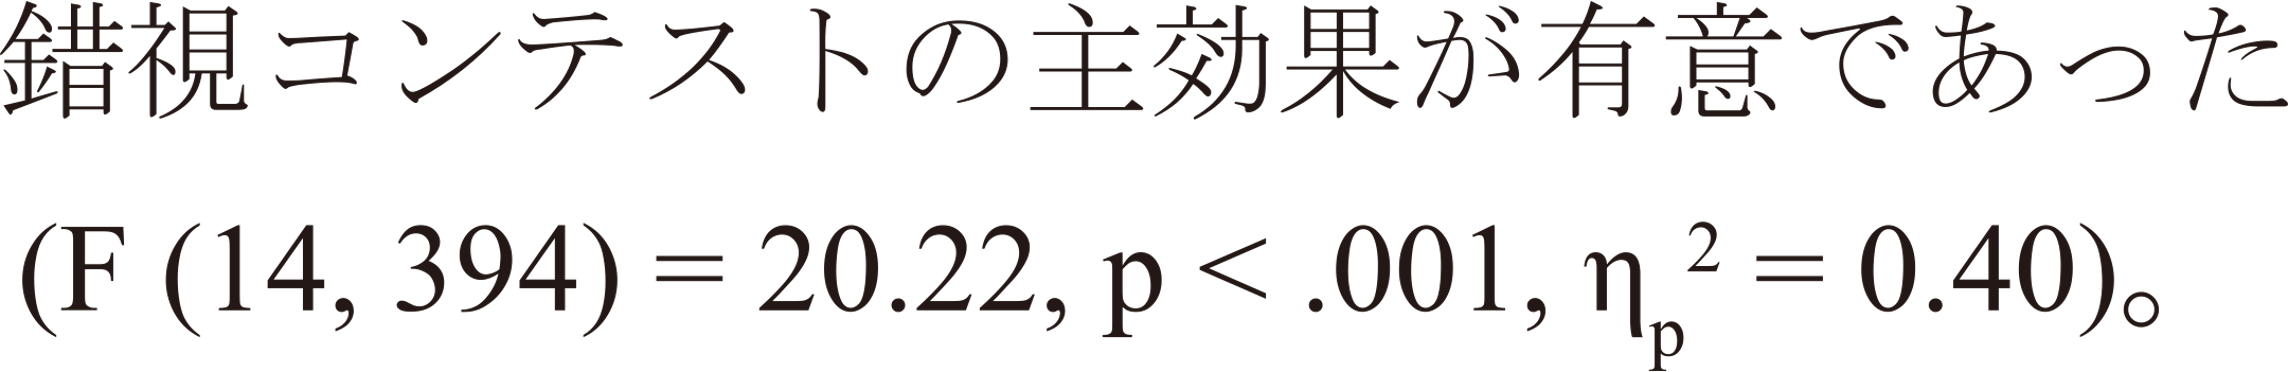 錯視コンテストの主効果が有意であった
(F (14, 394) = 20.22, p < .001, ηp² = 0.40)。